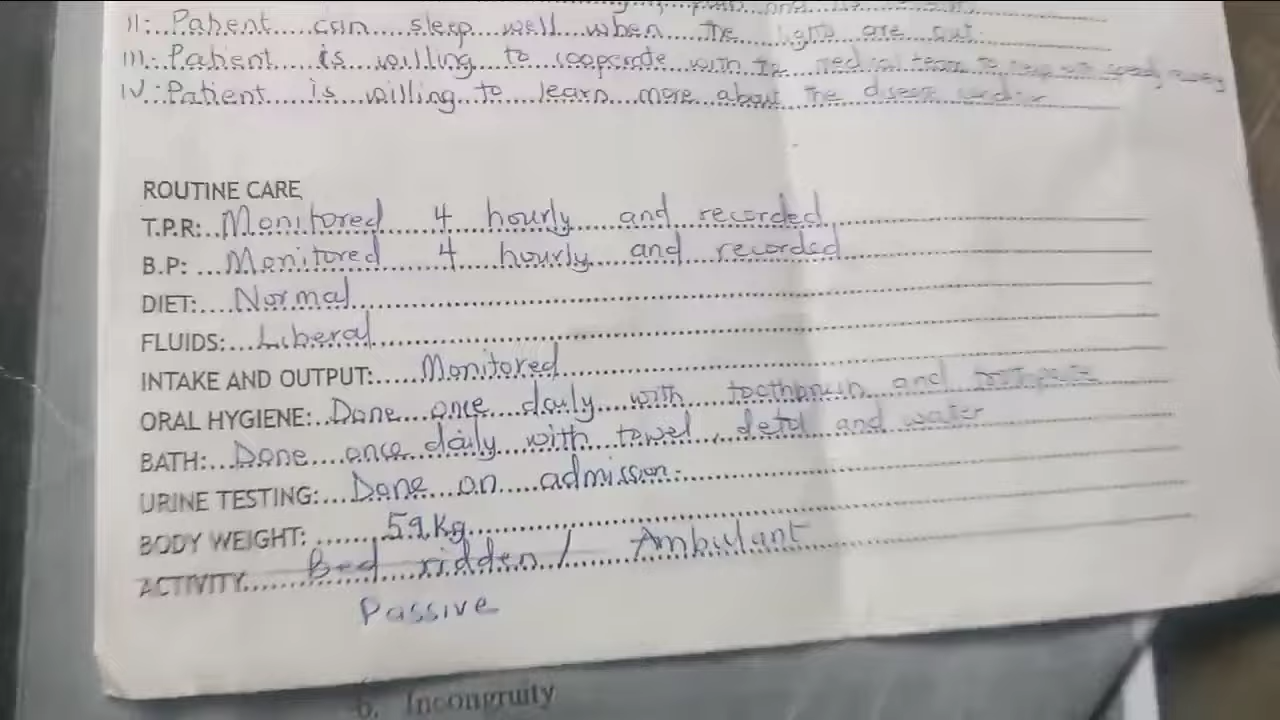 II:. Patient can sleep well when the lights are out.
III:. Patient is willing to cooperate with the medical team to
IV.: Patient is willing to learn more about the disease condition
ROUTINE CARE
T.P.R: Monitored 4 hourly and recorded
B.P: Monitored 4 hourly and recorded
DIET: Normal
FLUIDS: Liberal
INTAKE AND OUTPUT: Monitored
ORAL HYGIENE: Done once daily with toothbrush and
BATH: Done once daily with towel, detol and water
URINE TESTING: Done on admission.
BODY WEIGHT: Kg
ACTIVITY Bed ridden / Ambulant
Passive
6. Incongruity